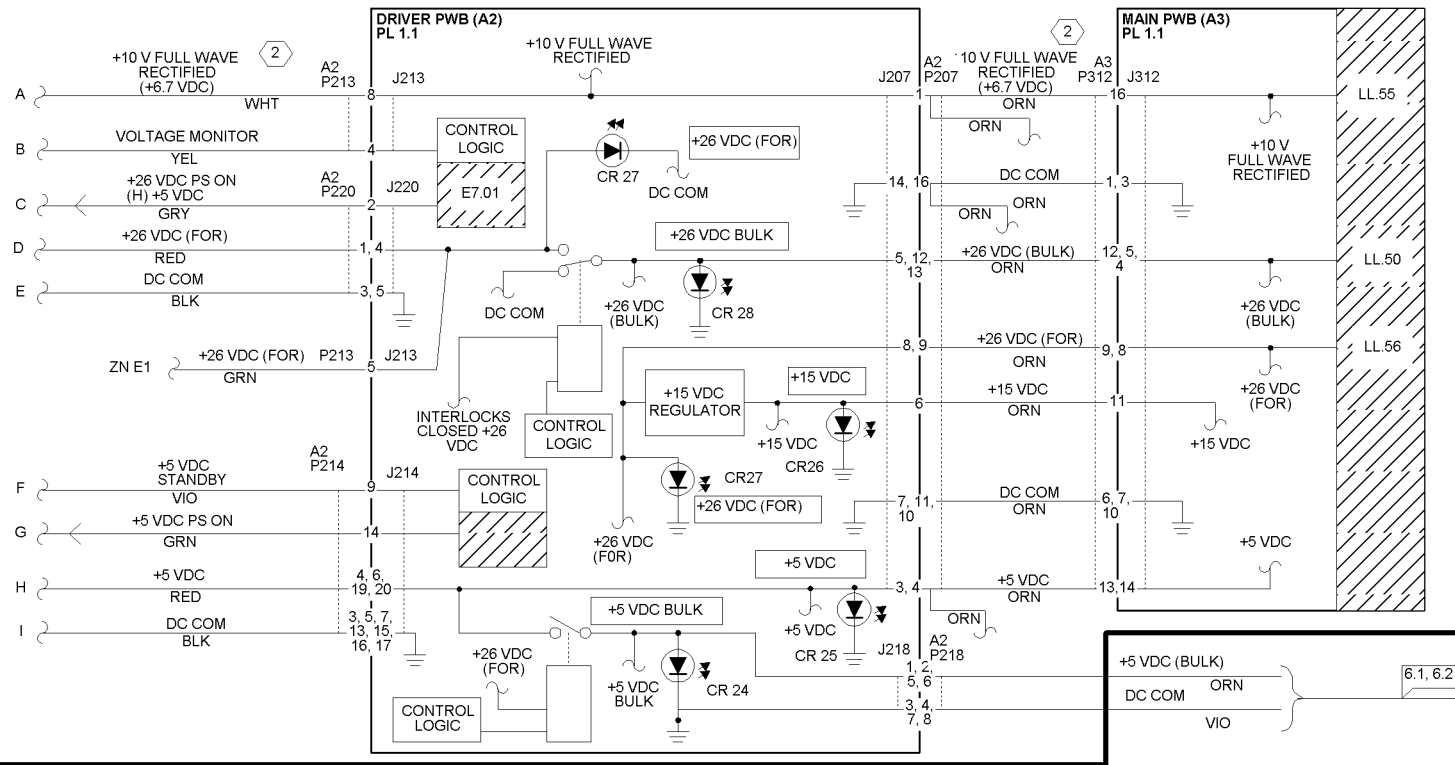 DRIVER PWB (A2)
PL 1.1
MAIN PWB (A3)
PL 1.1
+10 V FULL WAVE
RECTIFIED
(+6.7 VDC)
2
A2
P213
J213
+10 V FULL WAVE
RECTIFIED
J207
A2
P207
10 V FULL WAVE
RECTIFIED
(+6.7 VDC)
2
A3
P312
J312
A
WHT
8
1
ORN
ORN
16
LL.55
B
VOLTAGE MONITOR
YEL
4
CONTROL
LOGIC
E7.01
CR 27
+26 VDC (FOR)
DC COM
+10 V
FULL WAVE
RECTIFIED
C
+26 VDC PS ON
(H) +5 VDC
GRY
A2
P220
J220
2
14, 16
DC COM
ORN
ORN
1, 3
D
+26 VDC (FOR)
RED
1, 4
+26 VDC BULK
5, 12,
13
+26 VDC (BULK)
ORN
12, 5,
4
LL.50
E
DC COM
BLK
3, 5
DC COM
+26 VDC
(BULK)
CR 28
+26 VDC
(BULK)
ZN E1
+26 VDC (FOR)
GRN
P213
J213
5
8, 9
+26 VDC (FOR)
ORN
9, 8
LL.56
+26 VDC
(FOR)
INTERLOCKS
CLOSED +26
VDC
CONTROL
LOGIC
+15 VDC
REGULATOR
+15 VDC
+15 VDC
CR26
6
+15 VDC
ORN
11
+15 VDC
F
+5 VDC
STANDBY
VIO
A2
P214
J214
9
CONTROL
LOGIC
CR27
+26 VDC (FOR)
+26 VDC
(F0R)
7, 11,
10
DC COM
ORN
6, 7,
10
G
+5 VDC PS ON
GRN
14
H
+5 VDC
RED
4, 6,
19, 20
+5 VDC
+5 VDC
CR 25
3, 4
+5 VDC
ORN
ORN
13,14
+5 VDC
I
DC COM
BLK
3, 5, 7,
13, 15,
16, 17
+5 VDC BULK
+26 VDC
(FOR)
+5 VDC
BULK
CR 24
CONTROL
LOGIC
J218
A2
P218
1, 2,
5, 6
3, 4,
7, 8
+5 VDC (BULK)
ORN
DC COM
VIO
6.1, 6.2